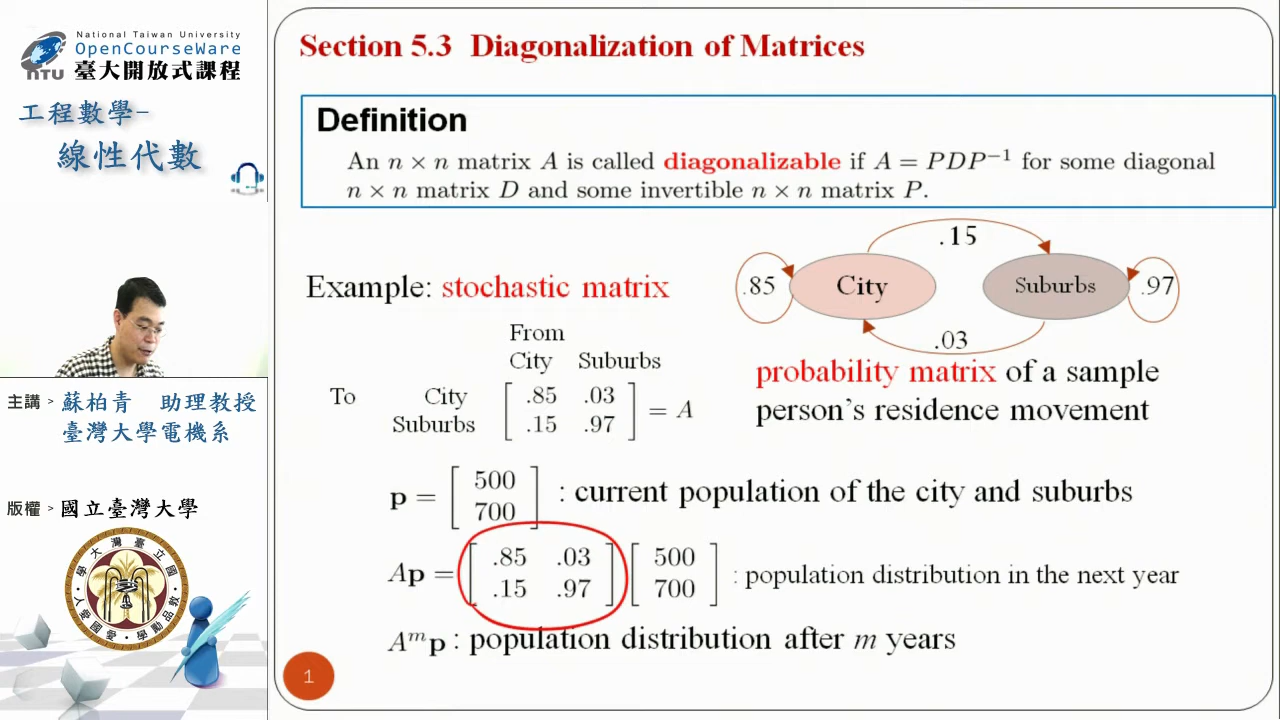 National Taiwan University
OpenCourseWare
NTU 臺大開放式課程
工程數學-
線性代數
主講 > 蘇柏青 助理教授
臺灣大學電機系
版權 > 國立臺灣大學
Section 5.3 Diagonalization of Matrices
Definition
An n × n matrix A is called diagonalizable if A = PDP⁻¹ for some diagonal
n × n matrix D and some invertible n × n matrix P.
.15
.85 City Suburbs .97
.03
Example: stochastic matrix
From
City Suburbs
To City [ .85 .03 ] = A
Suburbs [ .15 .97 ]
probability matrix of a sample
person's residence movement
p = [ 500 700 ] : current population of the city and suburbs
Ap = [ .85 .03 .15 .97 ] [ 500 700 ] : population distribution in the next year
Aᵐp : population distribution after m years
1